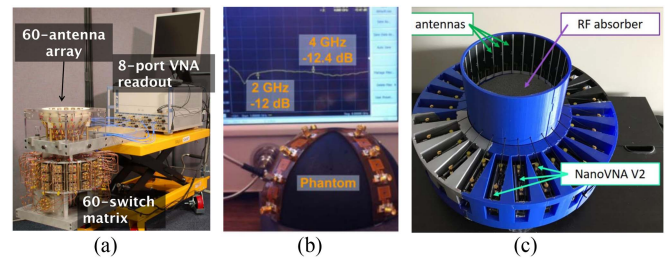 60-antenna
array
8-port VNA
readout
60-switch
matrix
(a)
4 GHz
-12.4 dB
2 GHz
-12 dB
Phantom
(b)
antennas
RF absorber
NanoVNA V2
(c)